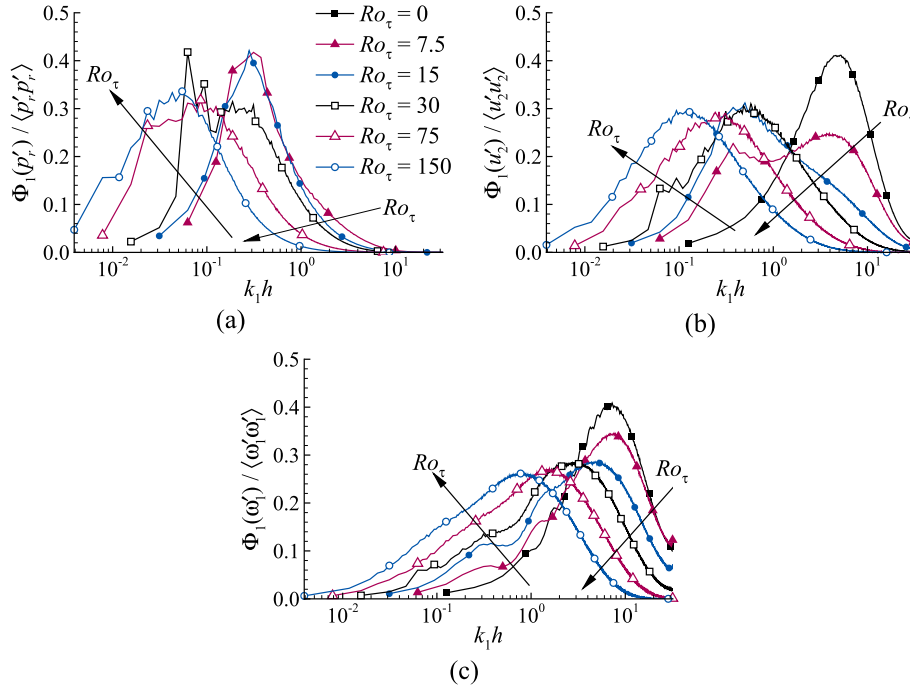 0.5
0.4
0.3
0.2
0.1
0.0
Φ₁(p′ᵣ) / ⟨p′ᵣp′ᵣ⟩
Roτ = 0
Roτ = 7.5
Roτ = 15
Roτ = 30
Roτ = 75
Roτ = 150
Roτ
Roτ
10⁻² 10⁻¹ 10⁰ 10¹
k₁h
(a)
0.5
0.4
0.3
0.2
0.1
0.0
Φ₁(u′₂) / ⟨u′₂u′₂⟩
Roτ
Ro
10⁻² 10⁻¹ 10⁰ 10¹
k₁h
(b)
0.5
0.4
0.3
0.2
0.1
0.0
Φ₁(ω′₁) / ⟨ω′₁ω′₁⟩
Roτ
Roτ
10⁻² 10⁻¹ 10⁰ 10¹
k₁h
(c)